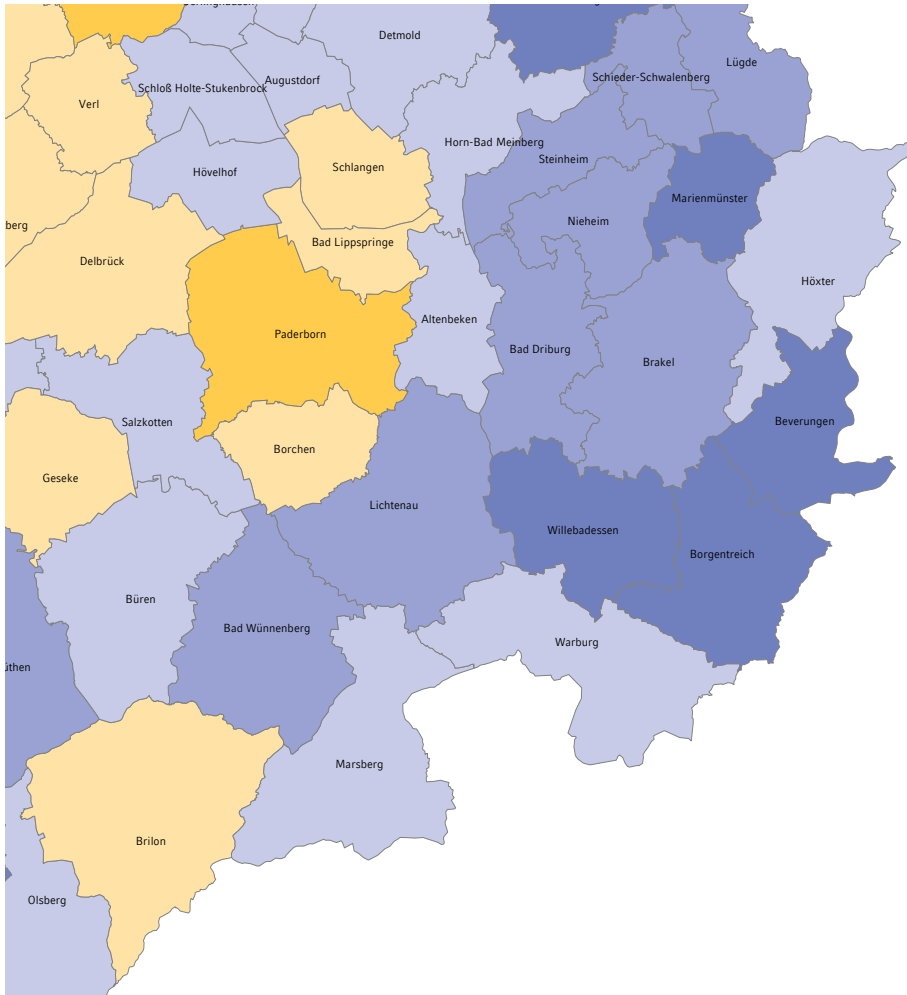 Detmold
Lügde
Schieder-Schwalenberg
Augustdorf
Schloß Holte-Stukenbrock
Verl
Horn-Bad Meinberg
Steinheim
Schlangen
Hövelhof
Marienmünster
Nieheim
berg
Bad Lippspringe
Delbrück
Höxter
Altenbeken
Paderborn
Bad Driburg
Brakel
Salzkotten
Beverungen
Borchen
Geseke
Lichtenau
Willebadessen
Borgentreich
Büren
Bad Wünnenberg
Warburg
üthen
Marsberg
Brilon
Olsberg